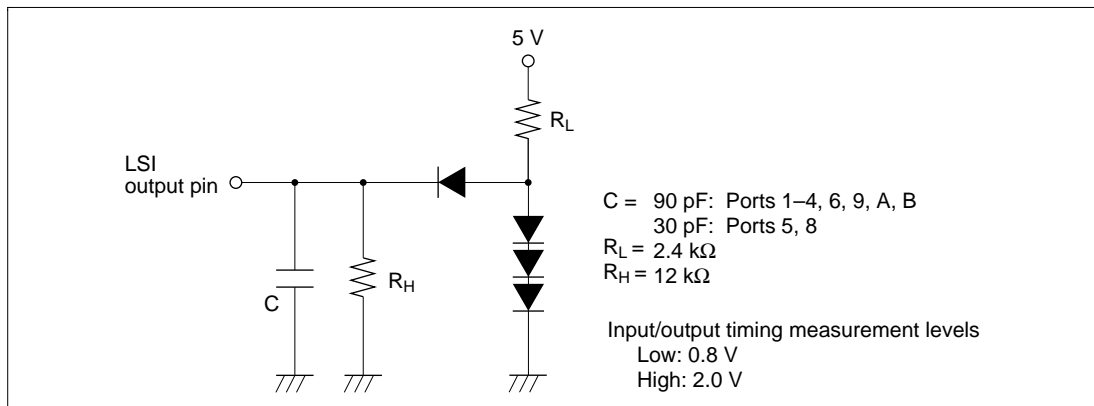 5 V
R_L
LSI
output pin
C
R_H
C = 90 pF: Ports 1–4, 6, 9, A, B
30 pF: Ports 5, 8
R_L = 2.4 kΩ
R_H = 12 kΩ
Input/output timing measurement levels
Low: 0.8 V
High: 2.0 V